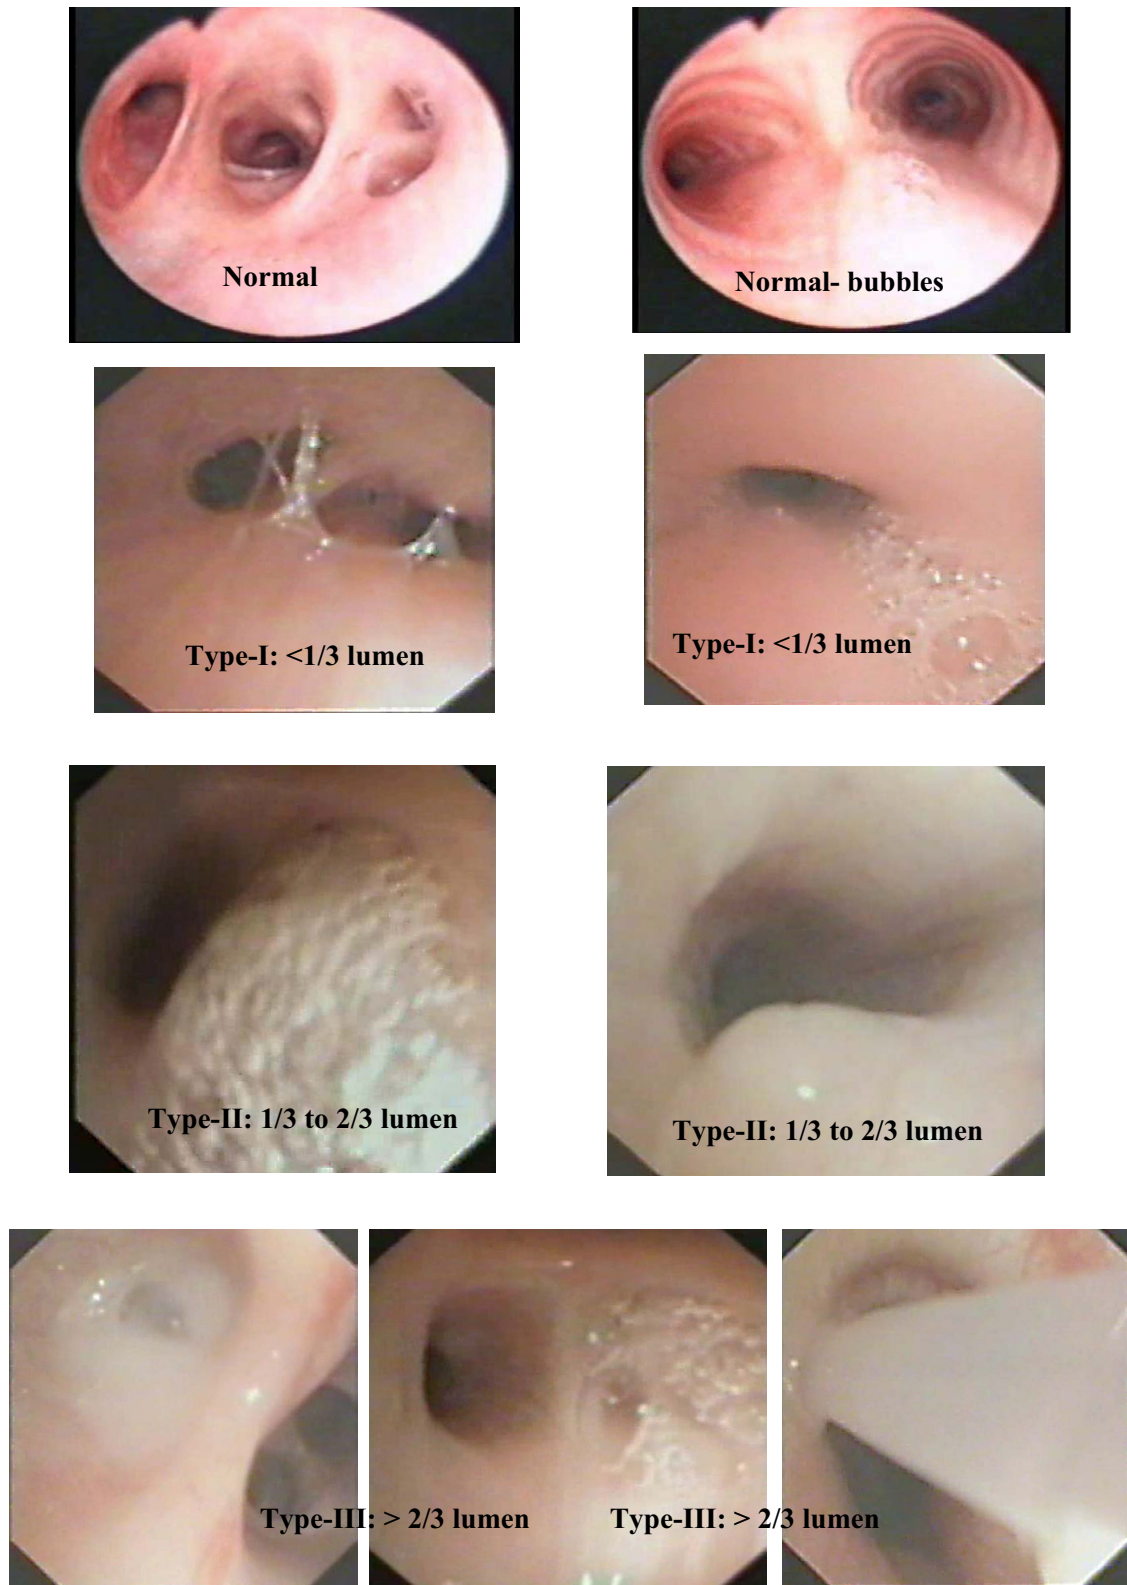 Normal
Normal- bubbles
Type-I: <1/3 lumen
Type-I: <1/3 lumen
Type-II: 1/3 to 2/3 lumen
Type-II: 1/3 to 2/3 lumen
Type-III: > 2/3 lumen
Type-III: > 2/3 lumen